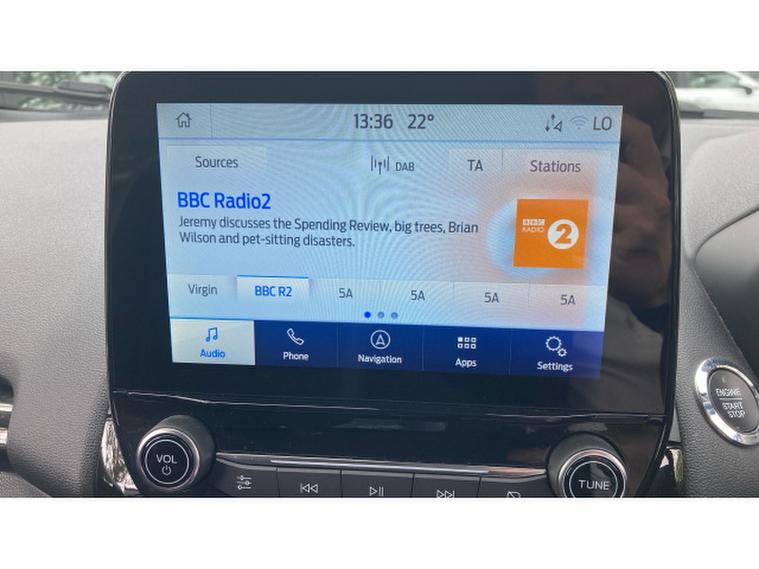 13:36 22° LO
Sources DAB TA Stations
BBC Radio2
Jeremy discusses the Spending Review, big trees, Brian
Wilson and pet-sitting disasters.
BBC
RADIO 2
Virgin BBC R2 5A 5A 5A 5A
Audio Phone Navigation Apps Settings
ENGINE
START
STOP
VOL
TUNE